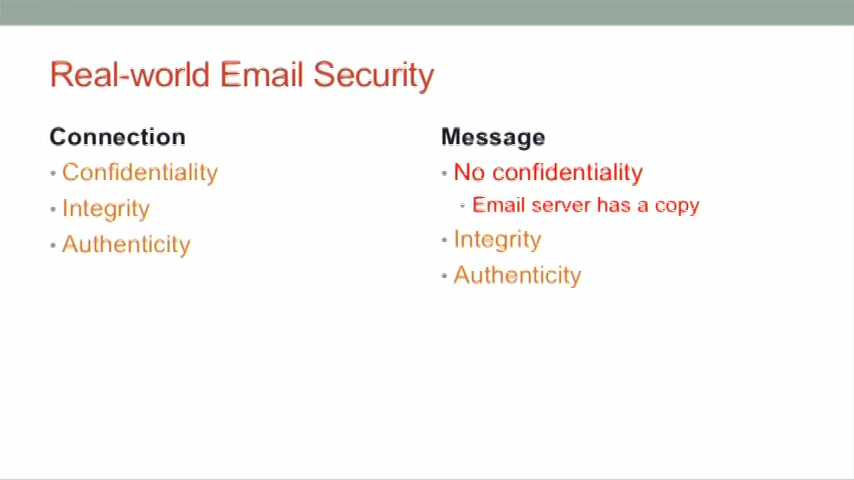 Real-world Email Security
Connection
• Confidentiality
• Integrity
• Authenticity
Message
• No confidentiality
• Email server has a copy
• Integrity
• Authenticity